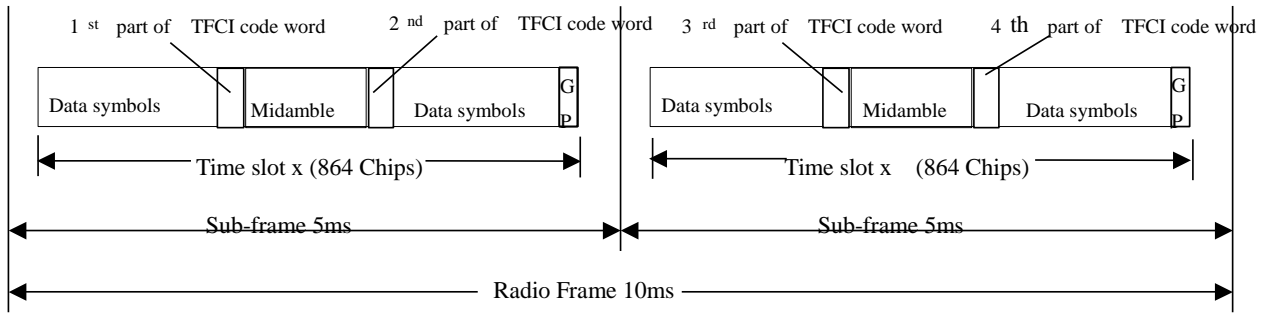 1 st part of TFCI code word 2 nd part of TFCI code word 3 rd part of TFCI code word 4 th part of TFCI code word
Data symbols Midamble Data symbols G P Data symbols Midamble Data symbols G P
Time slot x (864 Chips) Time slot x (864 Chips)
Sub-frame 5ms Sub-frame 5ms
Radio Frame 10ms